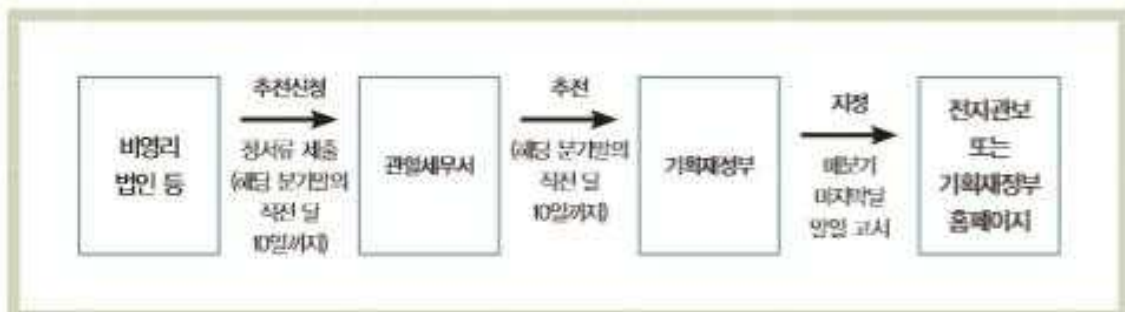 비영리
법인 등
추천신청
정서류 제출
(해당 분기말의
직전 달
10일까지)
관할세무서
추천
(해당 분기말의
직전 달
10일까지)
기획재정부
지정
매분기
마지막달
말일 고시
전자관보
또는
기획재정부
홈페이지